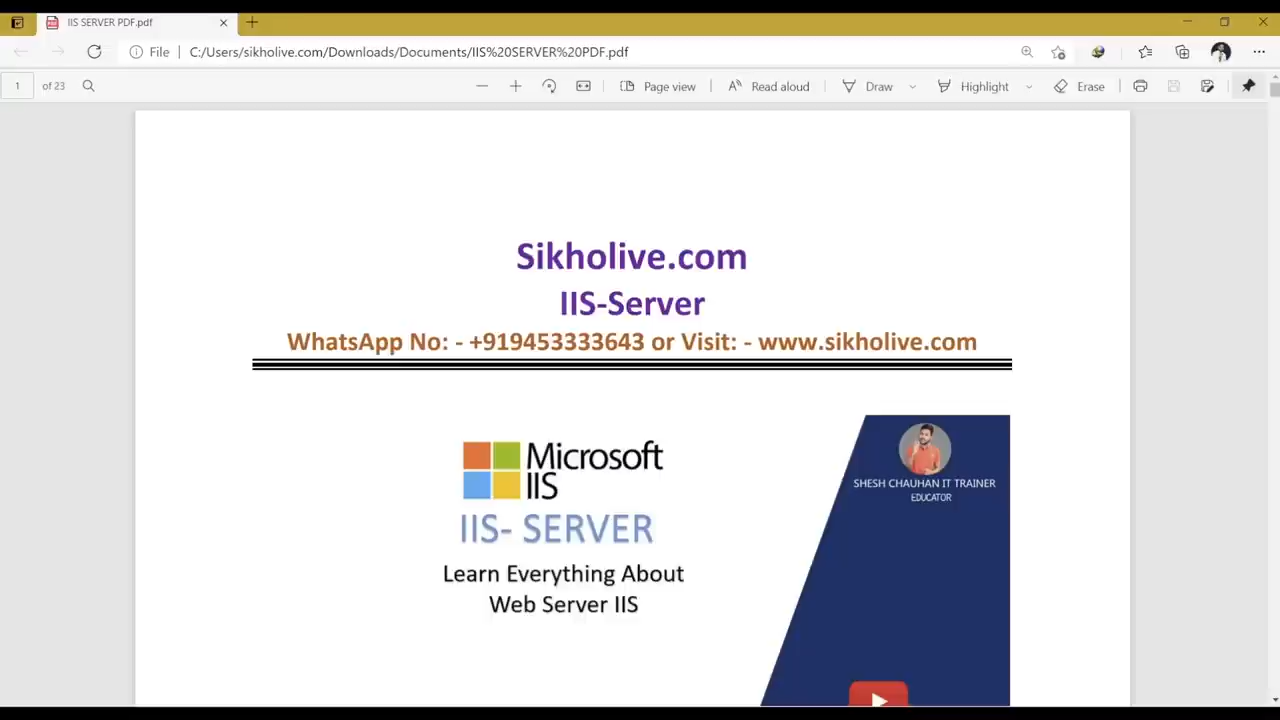 IIS SERVER PDF.pdf
File C:/Users/sikholive.com/Downloads/Documents/IIS%20SERVER%20PDF.pdf
1 of 23 Page view Read aloud Draw Highlight Erase
Sikholive.com
IIS-Server
WhatsApp No: - +919453333643 or Visit: - www.sikholive.com
Microsoft
IIS
IIS- SERVER
Learn Everything About
Web Server IIS
SHESH CHAUHAN IT TRAINER
EDUCATOR